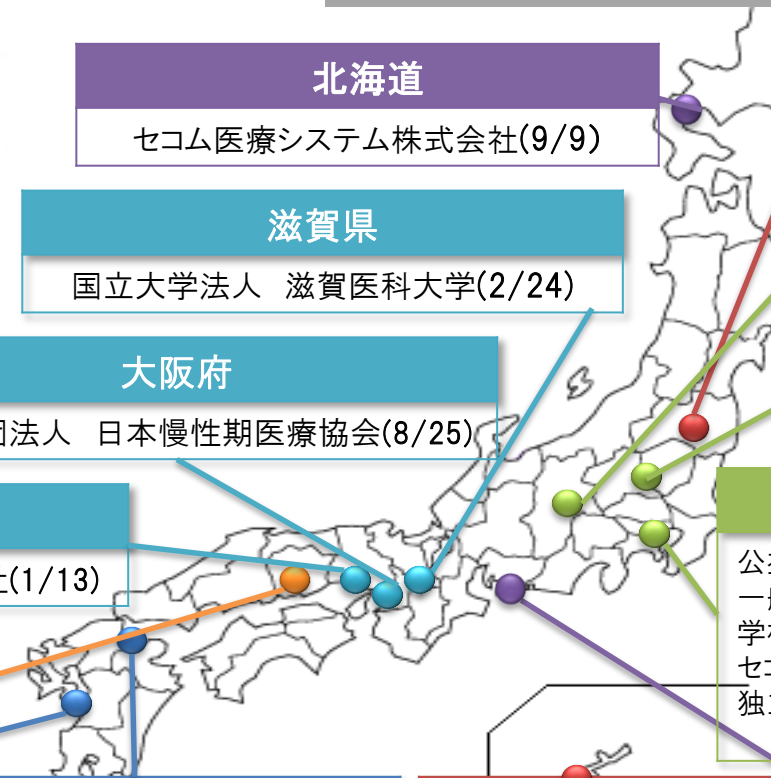 北海道
セコム医療システム株式会社(9/9)
滋賀県
国立大学法人　滋賀医科大学(2/24)
大阪府
法人　日本慢性期医療協会(8/25)
(1/13)
公
一
学
セコ
独